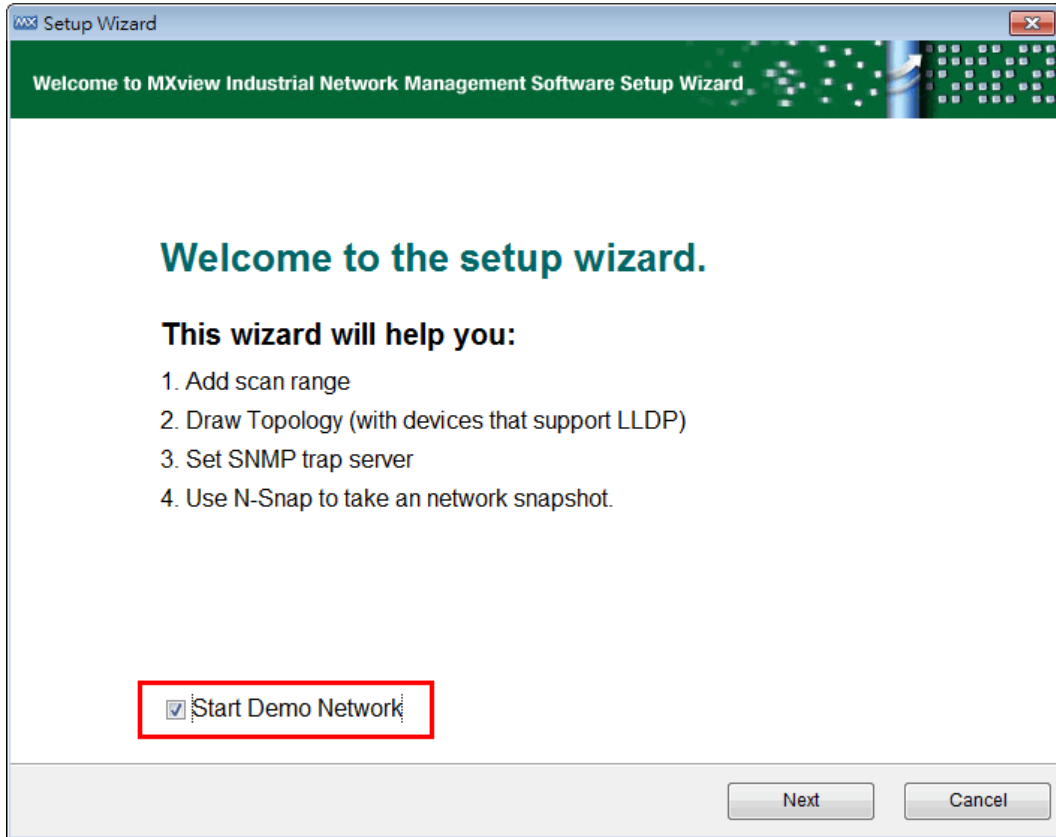 MX Setup Wizard
Welcome to MXview Industrial Network Management Software Setup Wizard
Welcome to the setup wizard.
This wizard will help you:
1. Add scan range
2. Draw Topology (with devices that support LLDP)
3. Set SNMP trap server
4. Use N-Snap to take an network snapshot.
Start Demo Network
Next Cancel